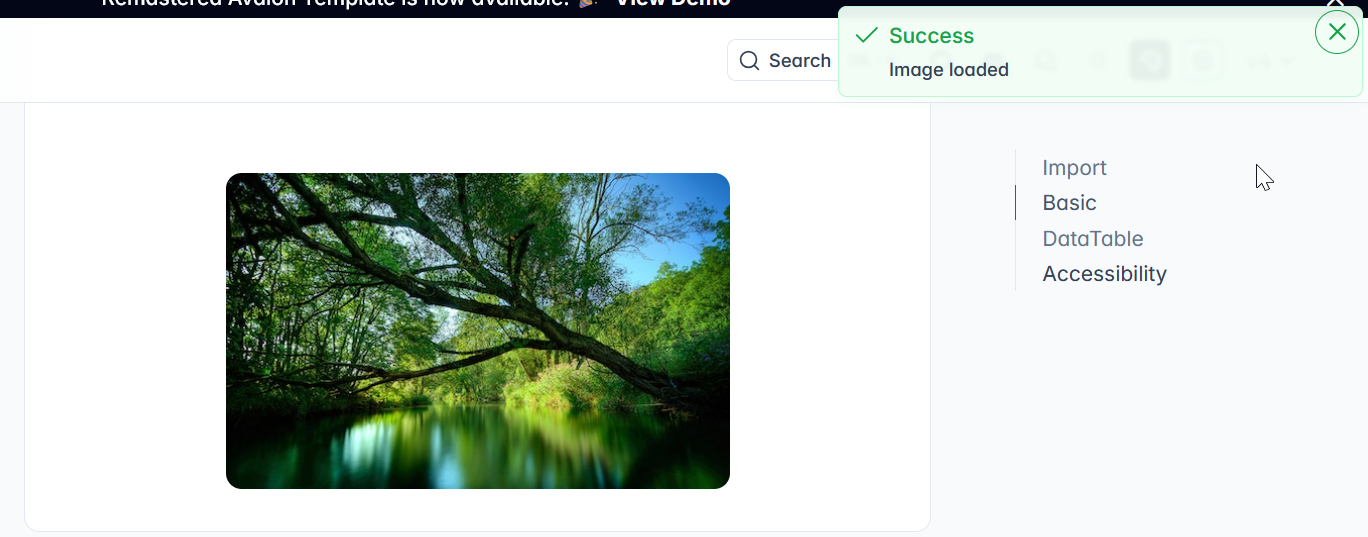 Remastered Avalon Template is now available! 🎉 View Demo
Success
Image loaded
Search
Import
Basic
DataTable
Accessibility